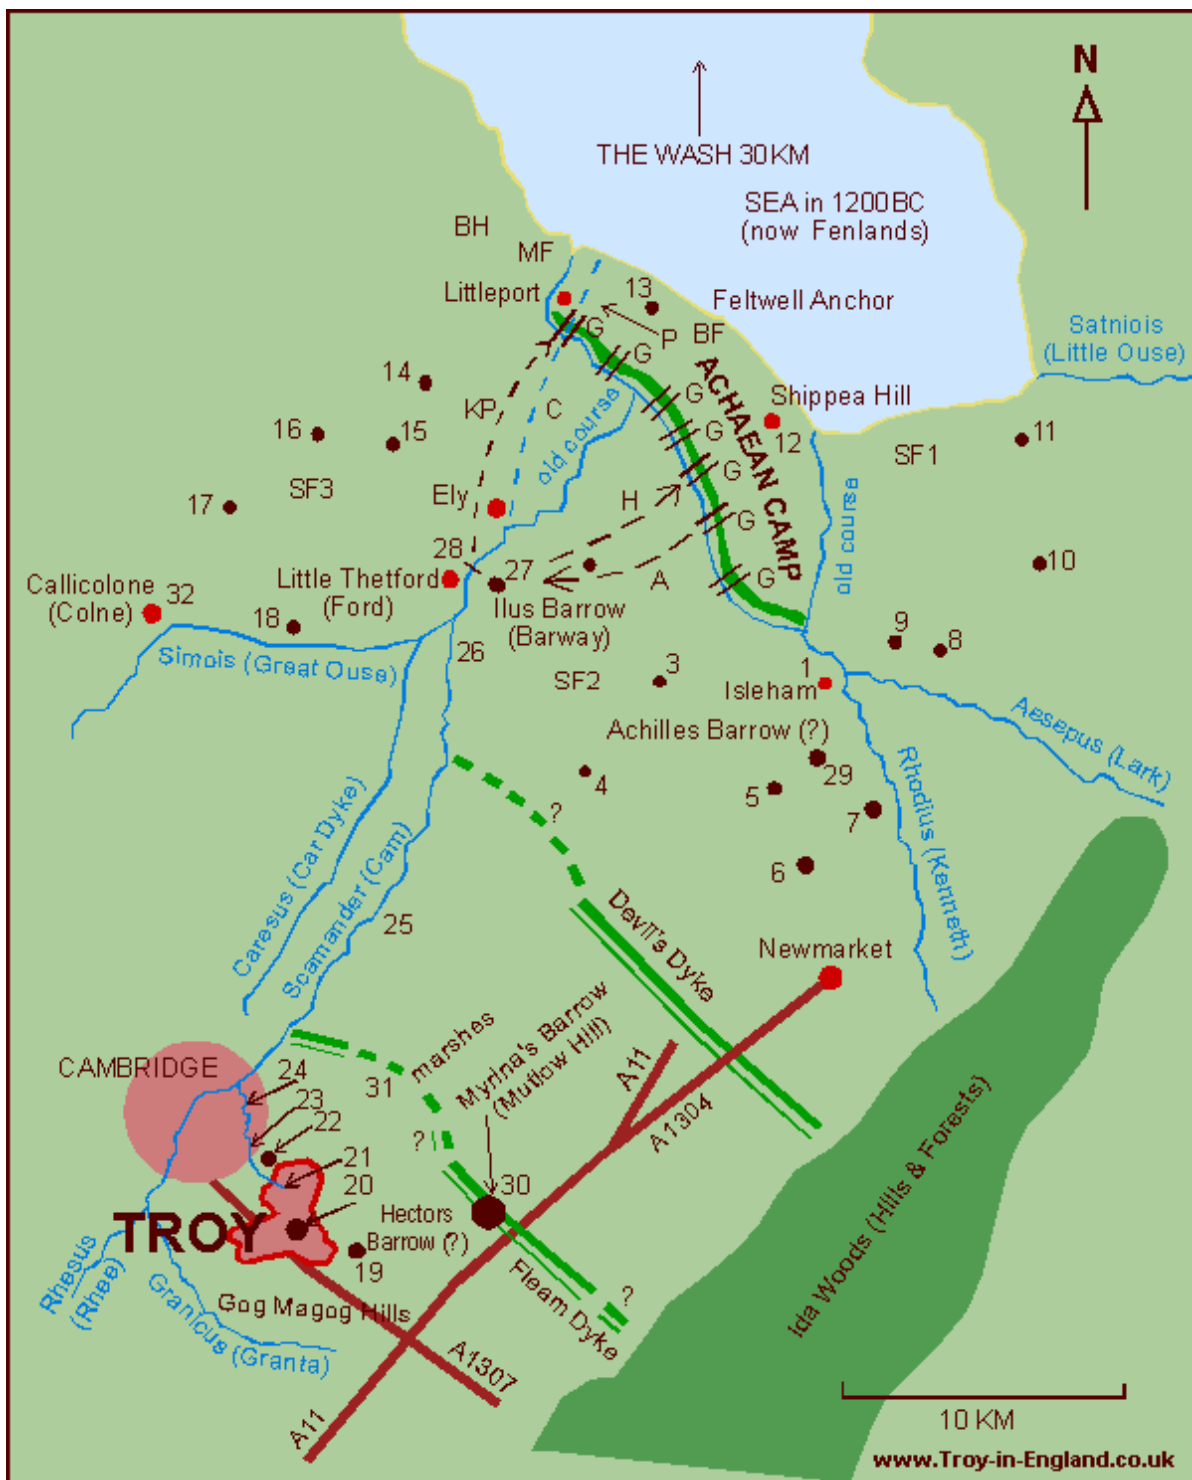 N
THE WASH 30KM
SEA in 1200BC
(now Fenlands)
BH
MF
Littleport
13
Feltwell Anchor
Satniois
(Little Ouse)
G
P
BF
G
14
KP
C
old course
G
ACHAEAN CAMP
Shippea Hill
12
16
15
G
SF1
11
SF3
G
17
Ely
H
G
old course
28
27
A
G
10
Callicolone
(Colne)
32
Little Thetford
(Ford)
Ilus Barrow
(Barway)
18
Simois (Great Ouse)
26
9
8
SF2
3
1
Isleham
Aesepus (Lark)
Achilles Barrow (?)
29
Rhodius (Kenneth)
4
5
7
?
6
Caresus (Car Dyke)
Scamander (Cam)
25
Devil's Dyke
Newmarket
marshes
Myrina's Barrow
(Mutlow Hill)
CAMBRIDGE
24
31
23
22
A11
A1304
?
21
20
30
TROY
Hectors
Barrow (?)
19
Fleam Dyke
?
Rhesus
(Rhee)
Granicus (Granta)
Gog Magog Hills
A1307
A11
Ida Woods (Hills & Forests)
10 KM
www.Troy-in-England.co.uk